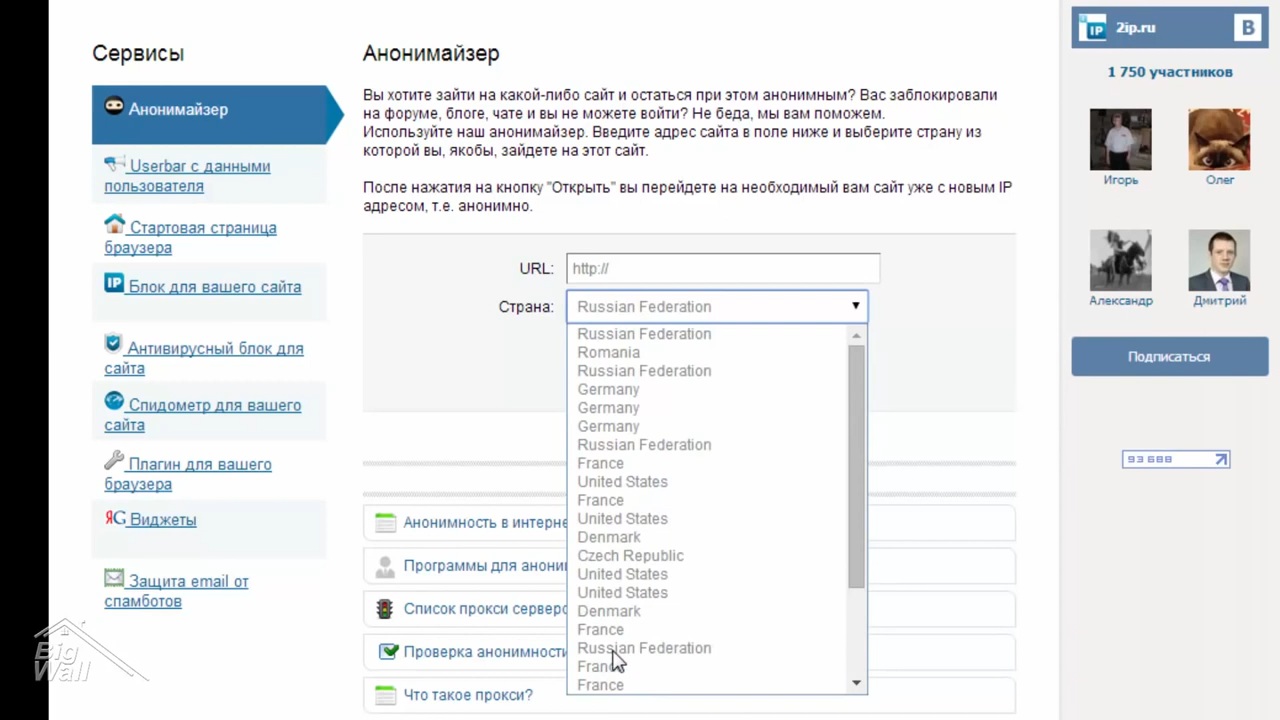 Сервисы
Анонимайзер
Userbar с данными
пользователя
Стартовая страница
браузера
Блок для вашего сайта
Антивирусный блок для
сайта
Спидометр для вашего
сайта
Плагин для вашего
браузера
ЯG Виджеты
Защита email от
спамботов
Big
Wall
Анонимайзер
Вы хотите зайти на какой-либо сайт и остаться при этом анонимным? Вас заблокировали
на форуме, блоге, чате и вы не можете войти? Не беда, мы вам поможем.
Используйте наш анонимайзер. Введите адрес сайта в поле ниже и выберите страну из
которой вы, якобы, зайдете на этот сайт.
После нажатия на кнопку "Открыть" вы перейдете на необходимый вам сайт уже с новым IP
адресом, т.е. анонимно.
URL: http://
Страна: Russian Federation
Russian Federation
Romania
Russian Federation
Germany
Germany
Germany
Russian Federation
France
United States
France
United States
Denmark
Czech Republic
United States
United States
Denmark
France
Russian Federation
France
France
Анонимность в интерне
Программы для анони
Список прокси серверо
Проверка анонимности
Что такое прокси?
IP 2ip.ru B
1 750 участников
Игорь
Олег
Александр
Дмитрий
Подписаться
93 688